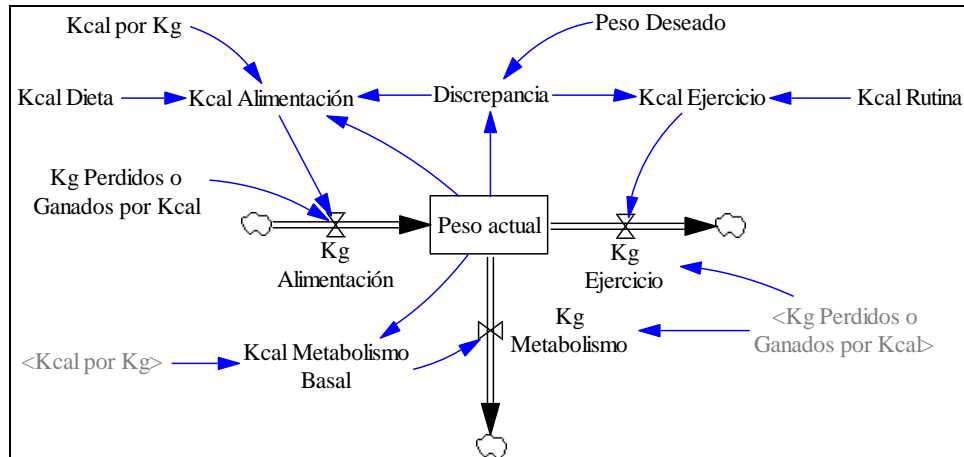 Kcal por Kg
Peso Deseado
Kcal Dieta
Kcal Alimentación
Discrepancia
Kcal Ejercicio
Kcal Rutina
Kg Perdidos o
Ganados por Kcal
Peso actual
Kg
Alimentación
Kg
Ejercicio
Kg
Metabolismo
<Kg Perdidos o
Ganados por Kcal>
<Kcal por Kg>
Kcal Metabolismo
Basal